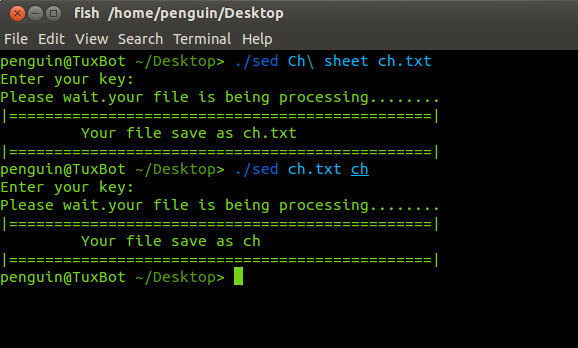 fish /home/penguin/Desktop
File Edit View Search Terminal Help
penguin@TuxBot ~/Desktop> ./sed Ch\ sheet ch.txt
Enter your key:
Please wait.your file is being processing........
|===============================================|
Your file save as ch.txt
|===============================================|
penguin@TuxBot ~/Desktop> ./sed ch.txt ch
Enter your key:
Please wait.your file is being processing........
|===============================================|
Your file save as ch
|===============================================|
penguin@TuxBot ~/Desktop>